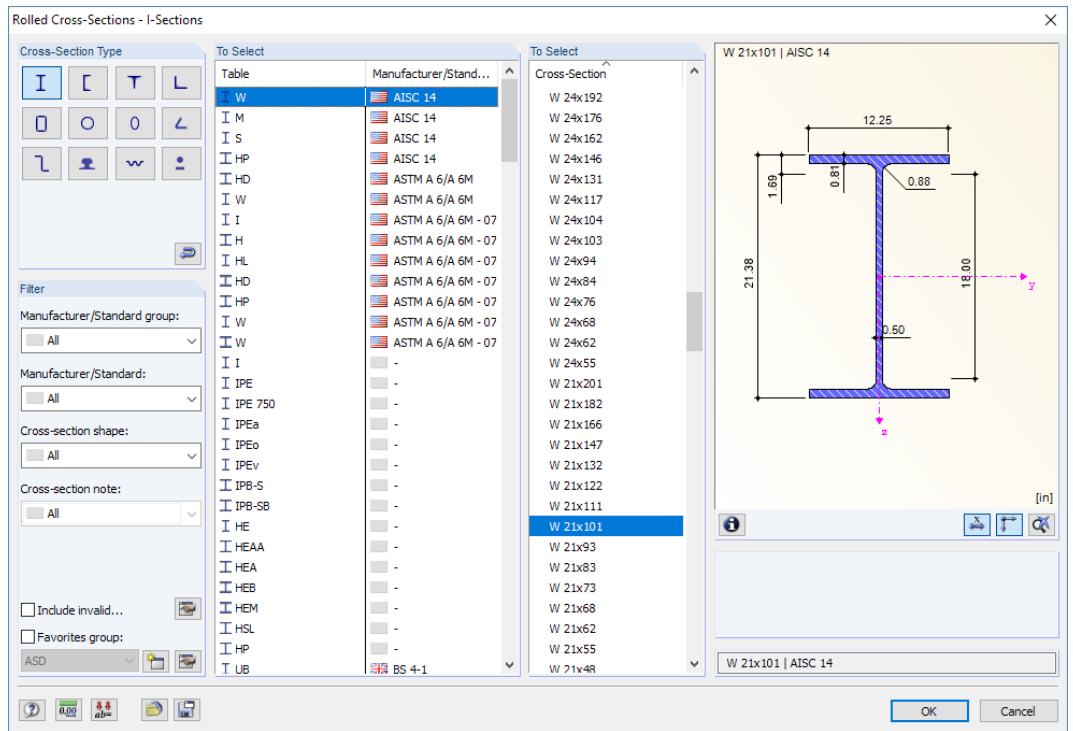 Rolled Cross-Sections - I-Sections
Cross-Section Type
Filter
Manufacturer/Standard group:
All
Manufacturer/Standard:
All
Cross-section shape:
All
Cross-section note:
All
Include invalid...
Favorites group:
ASD
To Select
Table Manufacturer/Stand...
W AISC 14
M AISC 14
S AISC 14
HP AISC 14
HD ASTM A 6/A 6M
W ASTM A 6/A 6M
I ASTM A 6/A 6M - 07
H ASTM A 6/A 6M - 07
HL ASTM A 6/A 6M - 07
HD ASTM A 6/A 6M - 07
HP ASTM A 6/A 6M - 07
W ASTM A 6/A 6M - 07
W ASTM A 6/A 6M - 07
I -
IPE -
IPE 750 -
IPEa -
IPEo -
IPEv -
IPB-S -
IPB-SB -
HE -
HEAA -
HEA -
HEB -
HEM -
HSL -
HP -
UB BS 4-1
To Select
Cross-Section
W 24x192
W 24x176
W 24x162
W 24x146
W 24x131
W 24x117
W 24x104
W 24x103
W 24x94
W 24x84
W 24x76
W 24x68
W 24x62
W 24x55
W 21x201
W 21x182
W 21x166
W 21x147
W 21x132
W 21x122
W 21x111
W 21x101
W 21x93
W 21x83
W 21x73
W 21x68
W 21x62
W 21x55
W 21x48
W 21x101 | AISC 14
12.25
1.69
0.81
0.88
21.38
18.00
y
0.50
z
[in]
W 21x101 | AISC 14
0.00
ab=
OK
Cancel